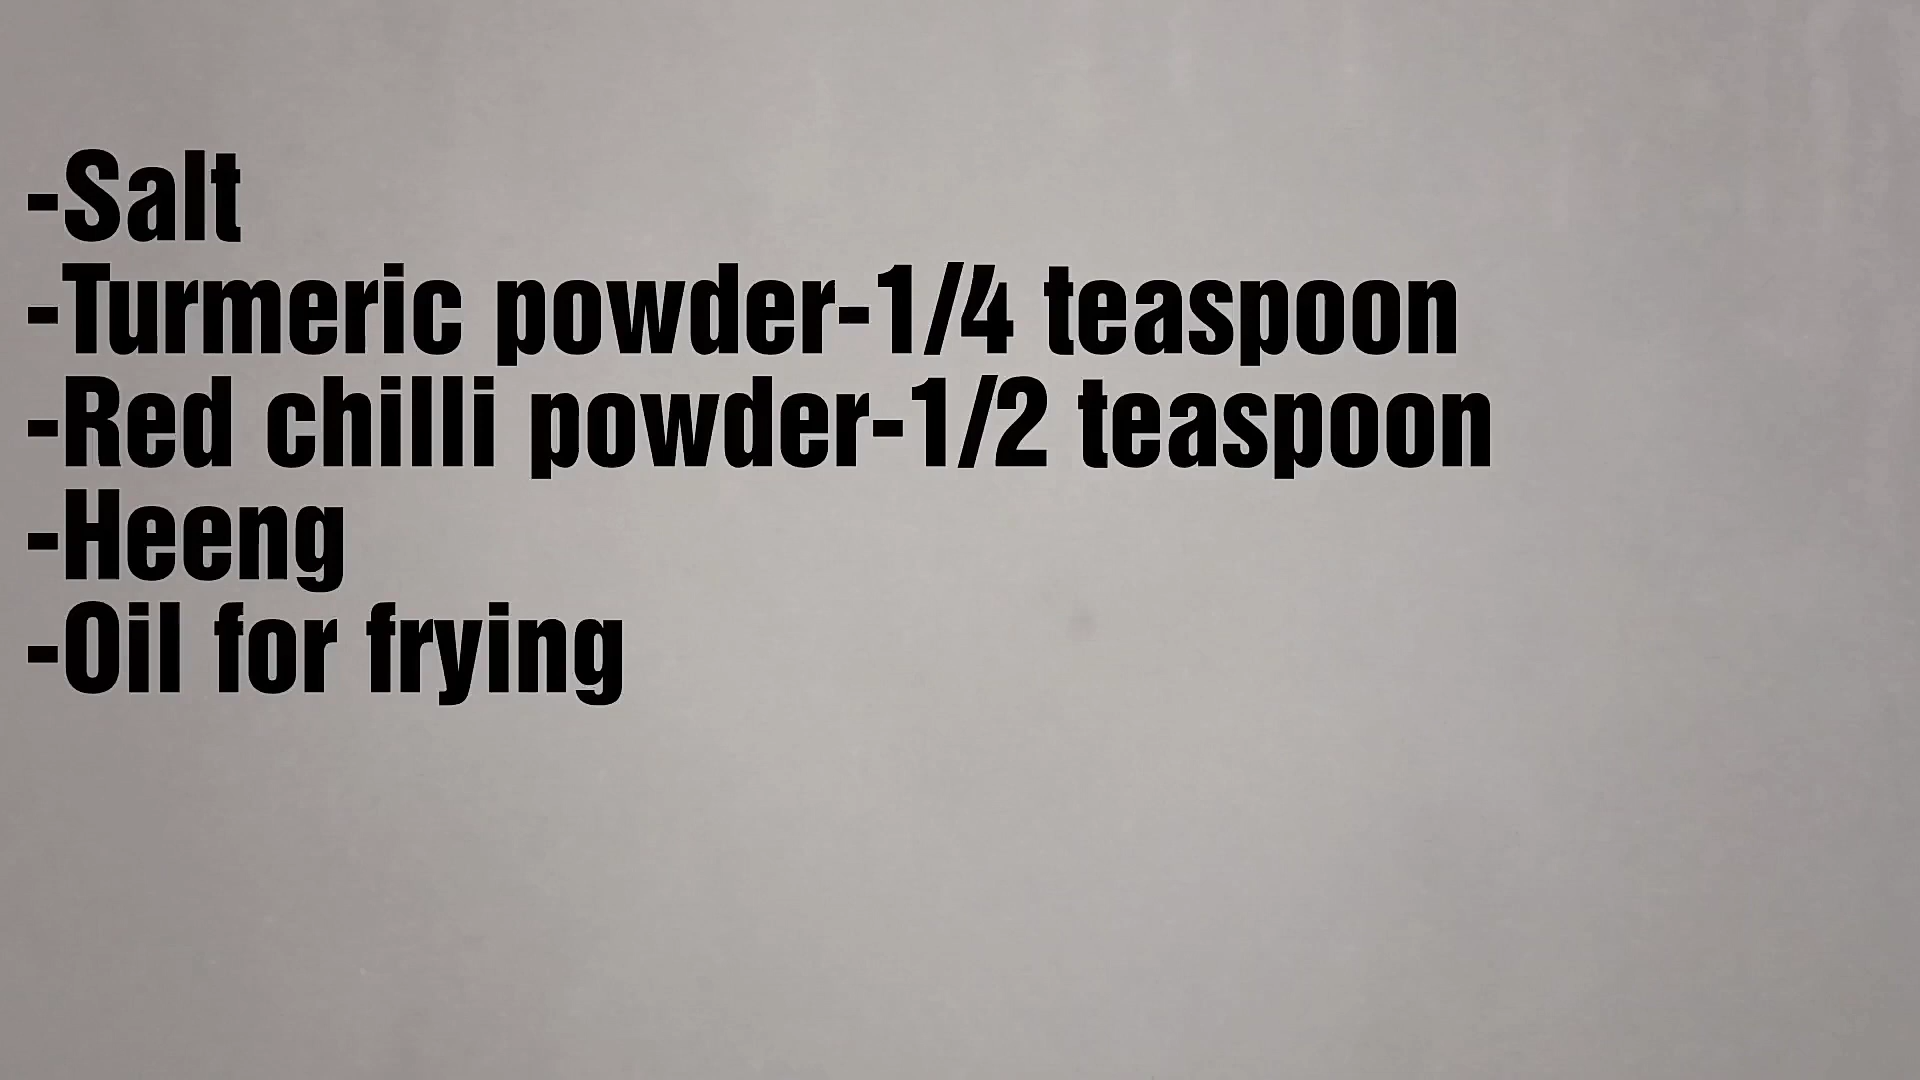 -Salt
-Turmeric powder-1/4 teaspoon
-Red chilli powder-1/2 teaspoon
-Heeng
-Oil for frying